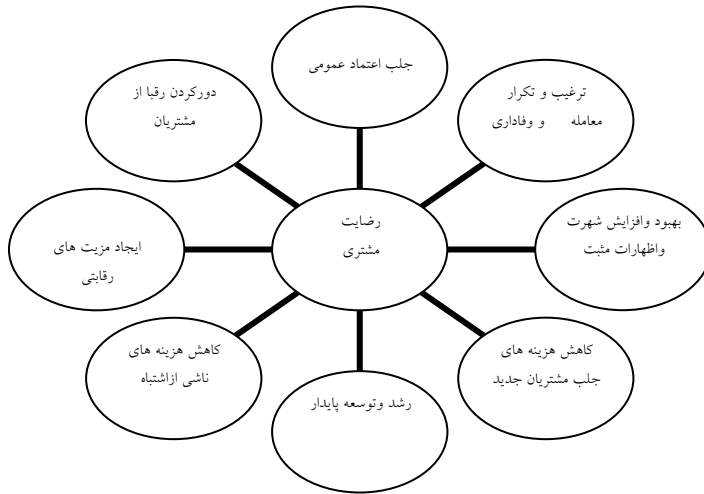 جلب اعتماد عمومی
ترغیب و تکرار
معامله و وفاداری
بهبود وافزایش شهرت
واظهارات مثبت
کاهش هزینه های
جلب مشتریان جدید
رشد وتوسعه پایدار
کاهش هزینه های
ناشی ازاشتباه
ایجاد مزیت های
رقابتی
دورکردن رقبا از
مشتریان
رضایت
مشتری